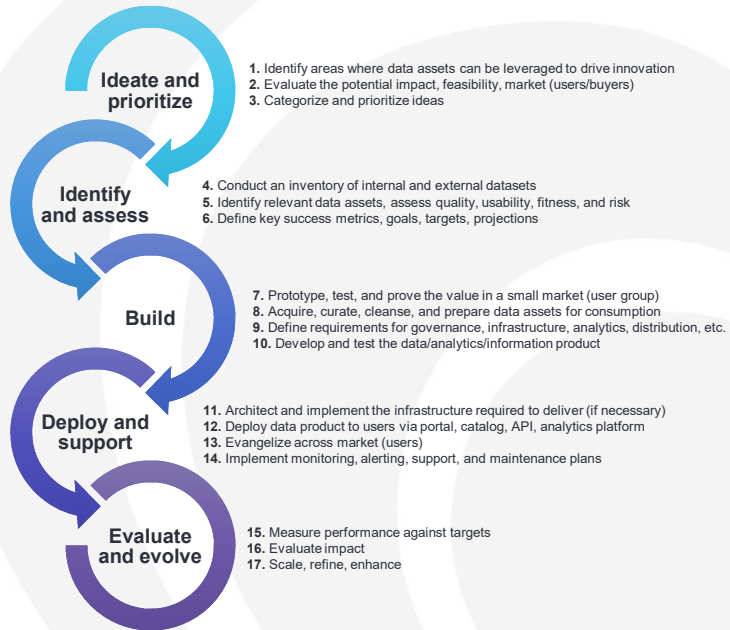 Ideate and
prioritize
1. Identify areas where data assets can be leveraged to drive innovation
2. Evaluate the potential impact, feasibility, market (users/buyers)
3. Categorize and prioritize ideas
Identify
and assess
4. Conduct an inventory of internal and external datasets
5. Identify relevant data assets, assess quality, usability, fitness, and risk
6. Define key success metrics, goals, targets, projections
Build
7. Prototype, test, and prove the value in a small market (user group)
8. Acquire, curate, cleanse, and prepare data assets for consumption
9. Define requirements for governance, infrastructure, analytics, distribution, etc.
10. Develop and test the data/analytics/information product
Deploy and
support
11. Architect and implement the infrastructure required to deliver (if necessary)
12. Deploy data product to users via portal, catalog, API, analytics platform
13. Evangelize across market (users)
14. Implement monitoring, alerting, support, and maintenance plans
Evaluate
and evolve
15. Measure performance against targets
16. Evaluate impact
17. Scale, refine, enhance